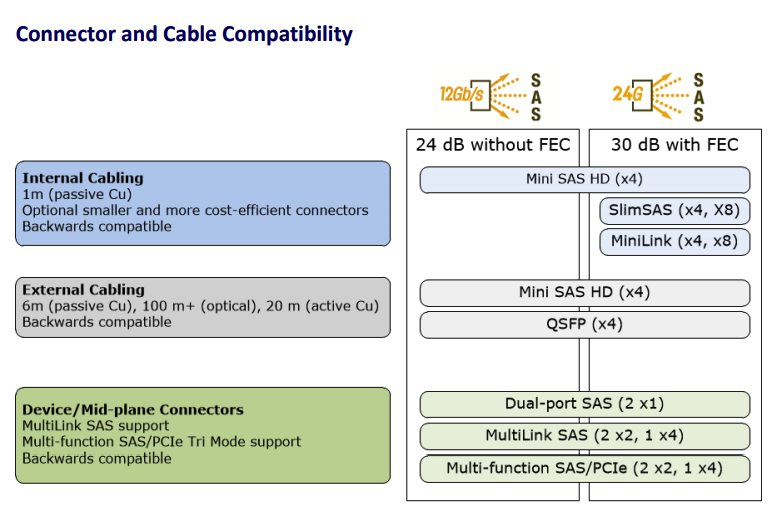 Connector and Cable Compatibility
12Gb/s SAS
24G SAS
24 dB without FEC
30 dB with FEC
Internal Cabling
1m (passive Cu)
Optional smaller and more cost-efficient connectors
Backwards compatible
Mini SAS HD (x4)
SlimSAS (x4, X8)
MiniLink (x4, x8)
External Cabling
6m (passive Cu), 100 m+ (optical), 20 m (active Cu)
Backwards compatible
Mini SAS HD (x4)
QSFP (x4)
Device/Mid-plane Connectors
MultiLink SAS support
Multi-function SAS/PCIe Tri Mode support
Backwards compatible
Dual-port SAS (2 x1)
MultiLink SAS (2 x2, 1 x4)
Multi-function SAS/PCIe (2 x2, 1 x4)